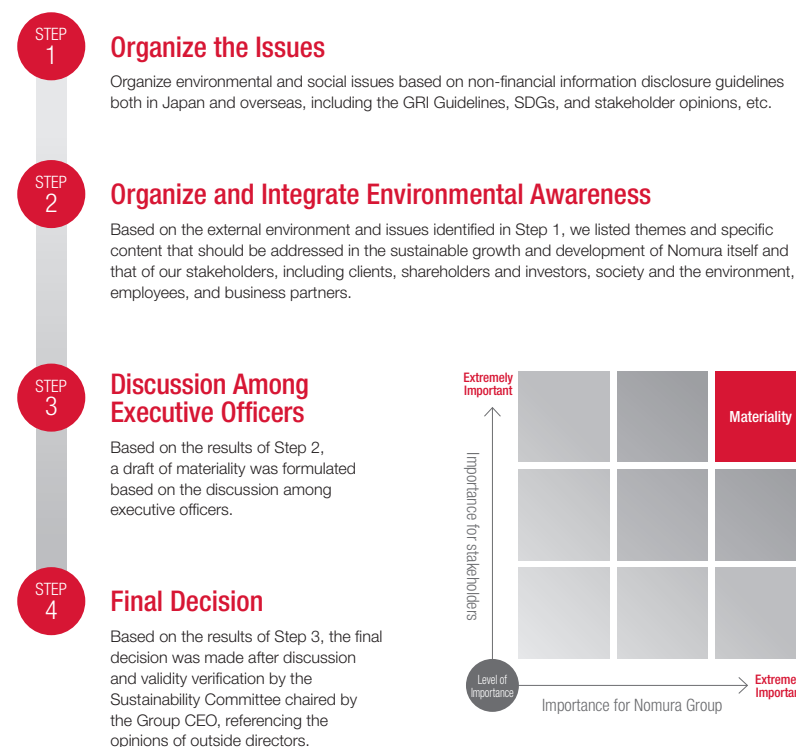 STEP
1
Organize the Issues
Organize environmental and social issues based on non-financial information disclosure guidelines
both in Japan and overseas, including the GRI Guidelines, SDGs, and stakeholder opinions, etc.
STEP
2
Organize and Integrate Environmental Awareness
Based on the external environment and issues identified in Step 1, we listed themes and specific
content that should be addressed in the sustainable growth and development of Nomura itself and
that of our stakeholders, including clients, shareholders and investors, society and the environment,
employees, and business partners.
STEP
3
Discussion Among
Executive Officers
Based on the results of Step 2,
a draft of materiality was formulated
based on the discussion among
executive officers.
STEP
4
Final Decision
Based on the results of Step 3, the final
decision was made after discussion
and validity verification by the
Sustainability Committee chaired by
the Group CEO, referencing the
opinions of outside directors.
Extremely
Important
Materiality
Importance for stakeholders
Level of
Importance
Importance for Nomura Group